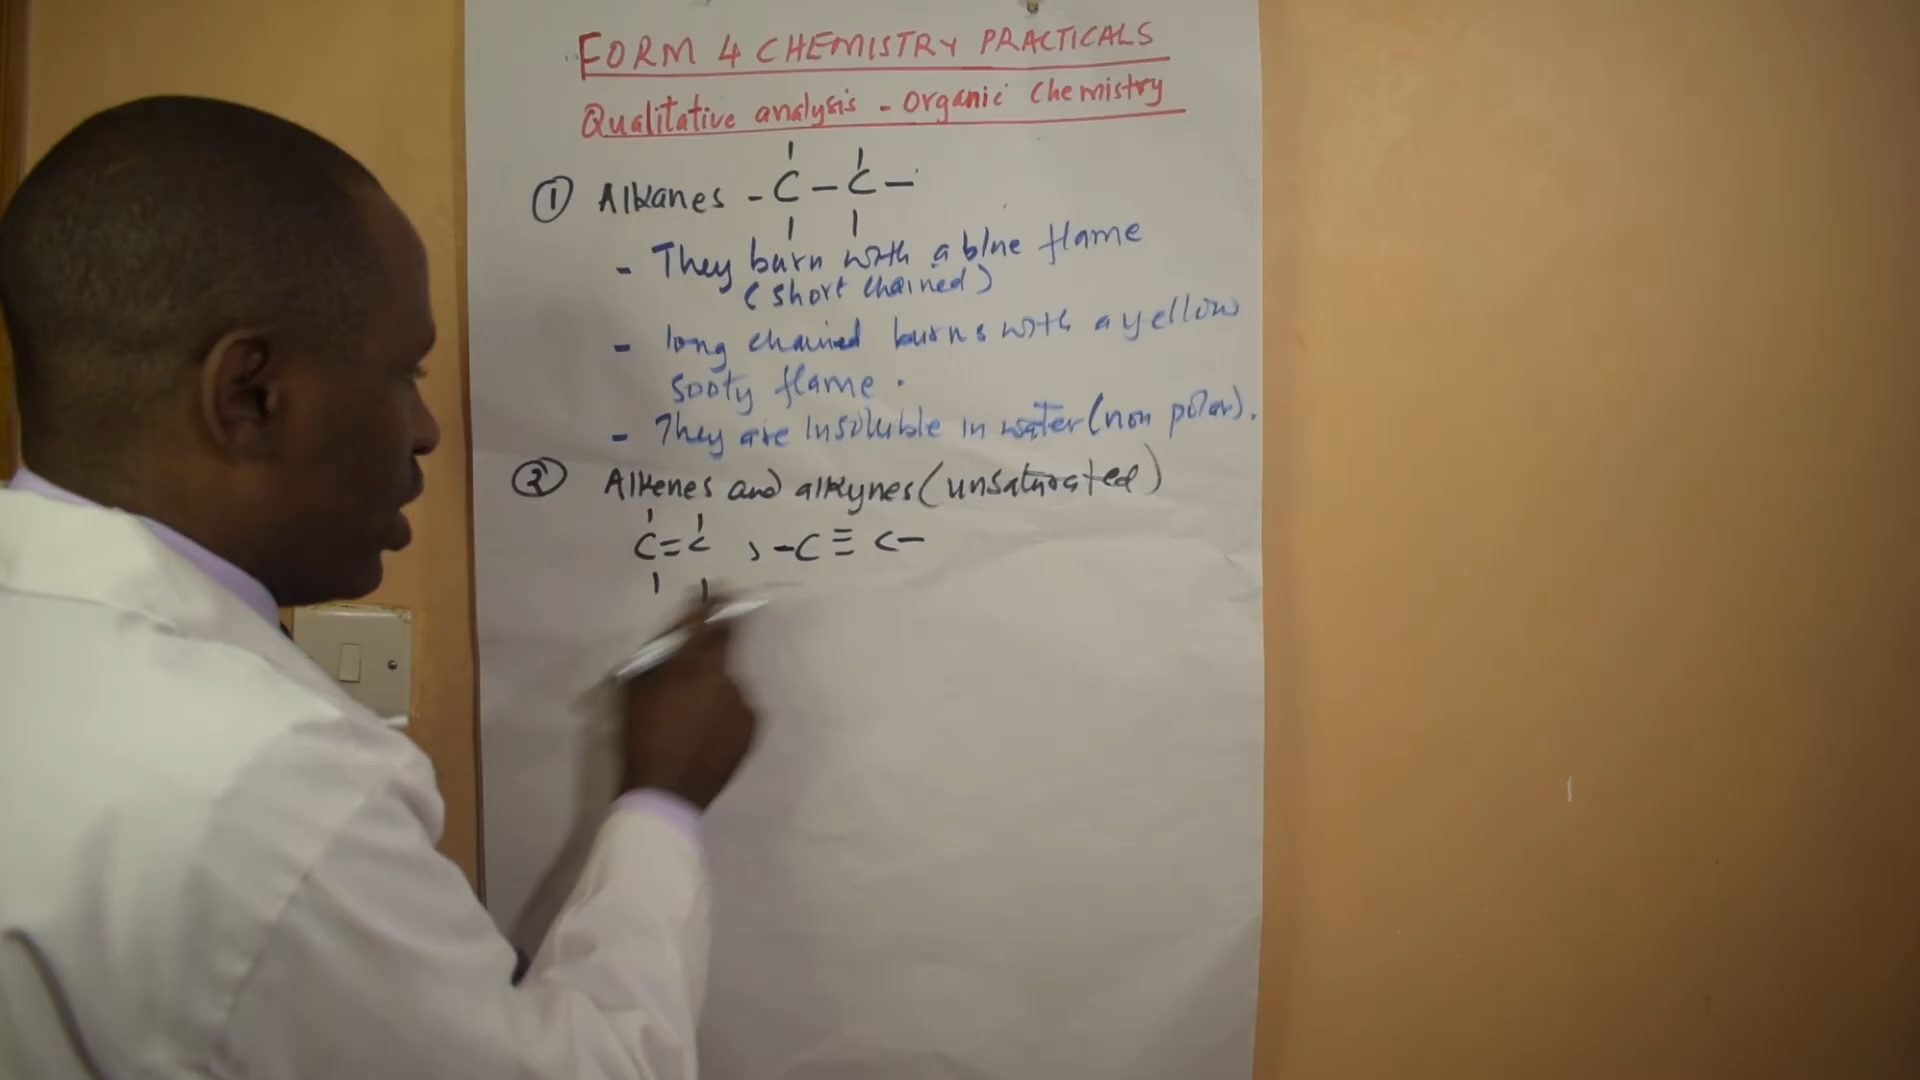 FORM 4 CHEMISTRY PRACTICALS
Qualitative analysis - Organic Chemistry
① Alkanes - C - C -
- They burn with a blue flame
(short chained)
- long chained burns with a yellow
sooty flame.
- They are insoluble in water (non polar).
② Alkenes and alkynes (unsaturated)
C = C , - C ≡ C -